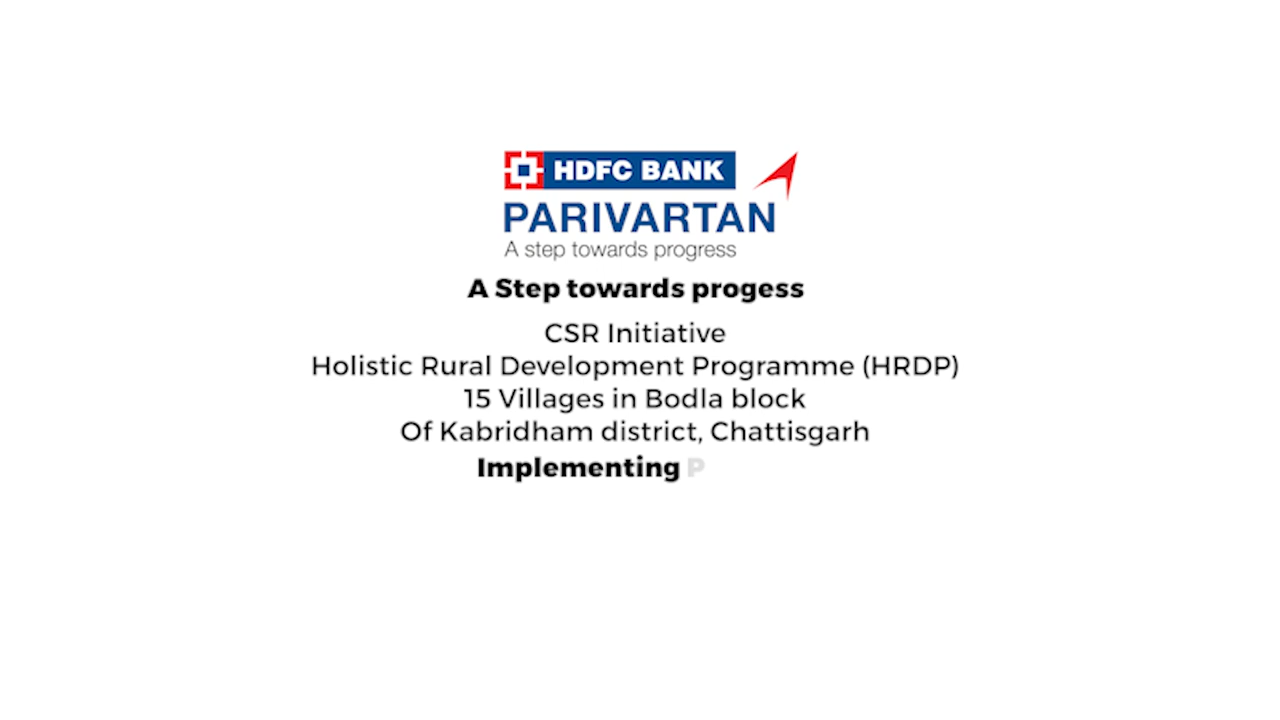 HDFC BANK
PARIVARTAN
A step towards progress
A Step towards progess
CSR Initiative
Holistic Rural Development Programme (HRDP)
15 Villages in Bodla block
Of Kabridham district, Chattisgarh
Implementing P